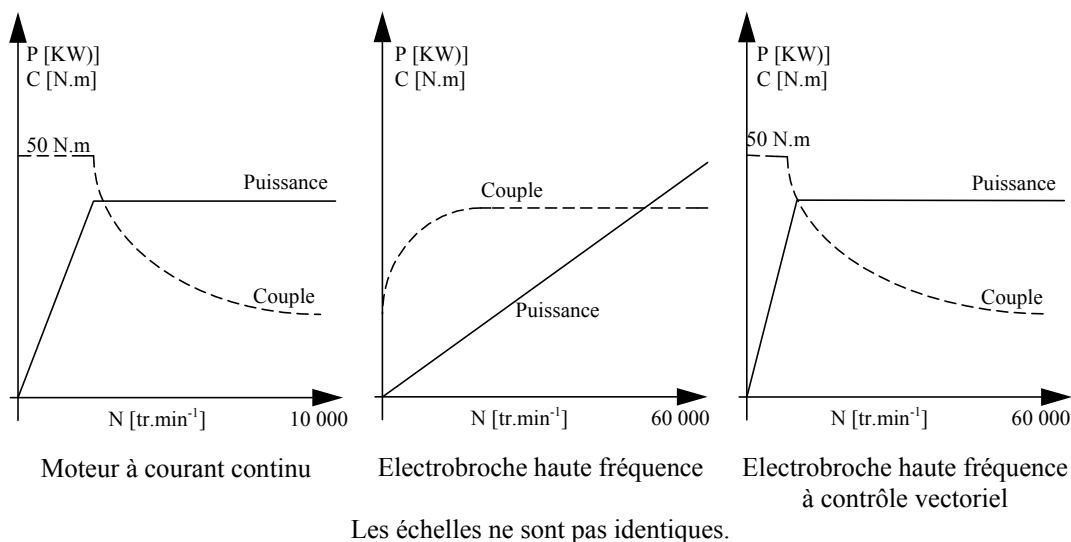 P [KW)]
C [N.m]
50 N.m
Puissance
Couple
N [tr.min⁻¹]
10 000
Moteur à courant continu
P [KW)]
C [N.m]
Couple
Puissance
N [tr.min⁻¹]
60 000
Electrobroche haute fréquence
P [KW)]
C [N.m]
50 N.m
Puissance
Couple
N [tr.min⁻¹]
60 000
Electrobroche haute fréquence
à contrôle vectoriel
Les échelles ne sont pas identiques.